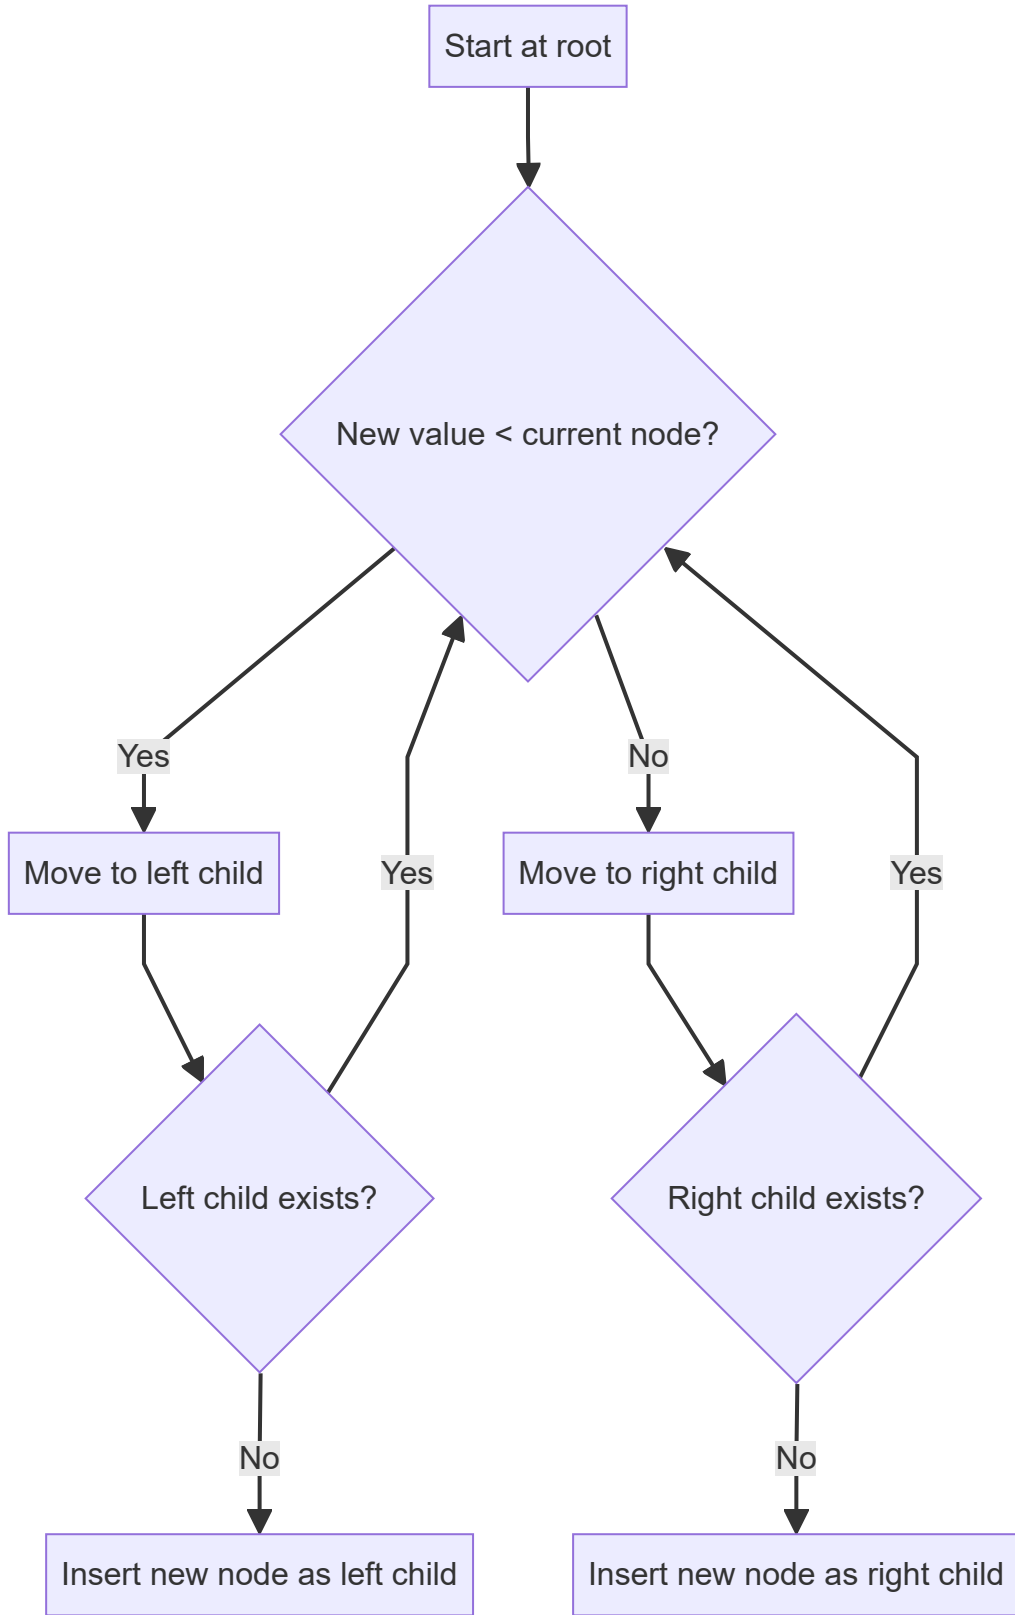 Start at root
New value < current node?
Yes
No
Move to left child
Yes
Move to right child
Yes
Left child exists?
Right child exists?
No
No
Insert new node as left child
Insert new node as right child